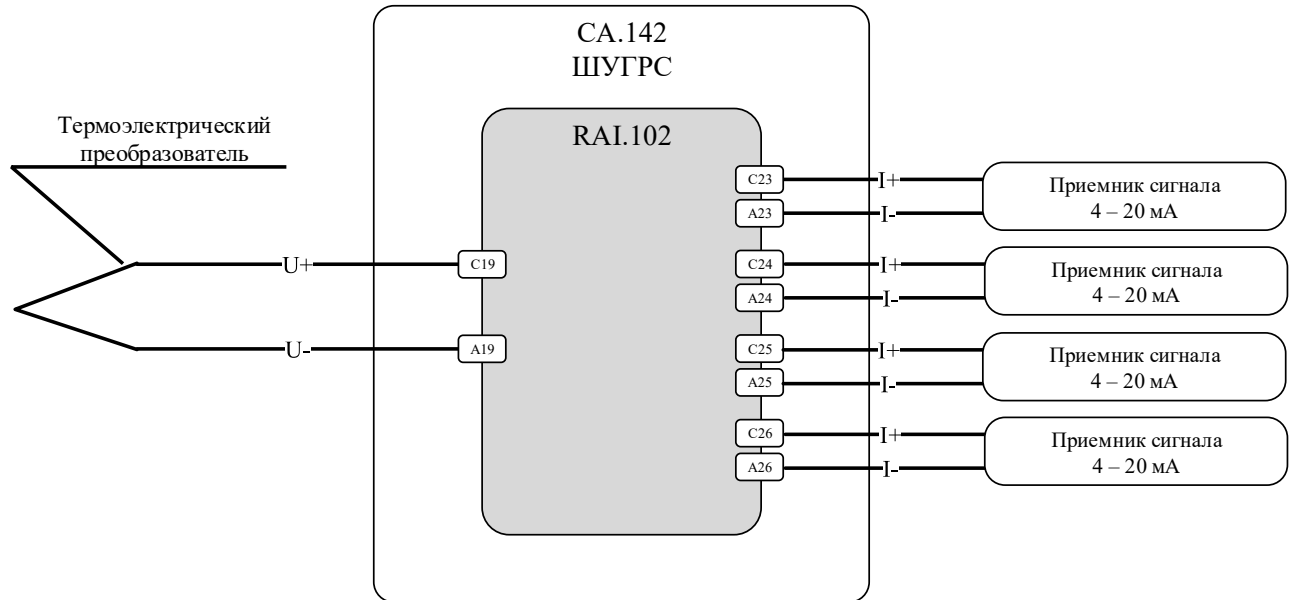 СА.142
ШУГРС
Термоэлектрический
преобразователь
RAI.102
U+
C19
U-
A19
C23
I+
A23
I-
Приемник сигнала
4 – 20 мА
C24
I+
A24
I-
Приемник сигнала
4 – 20 мА
C25
I+
A25
I-
Приемник сигнала
4 – 20 мА
C26
I+
A26
I-
Приемник сигнала
4 – 20 мА